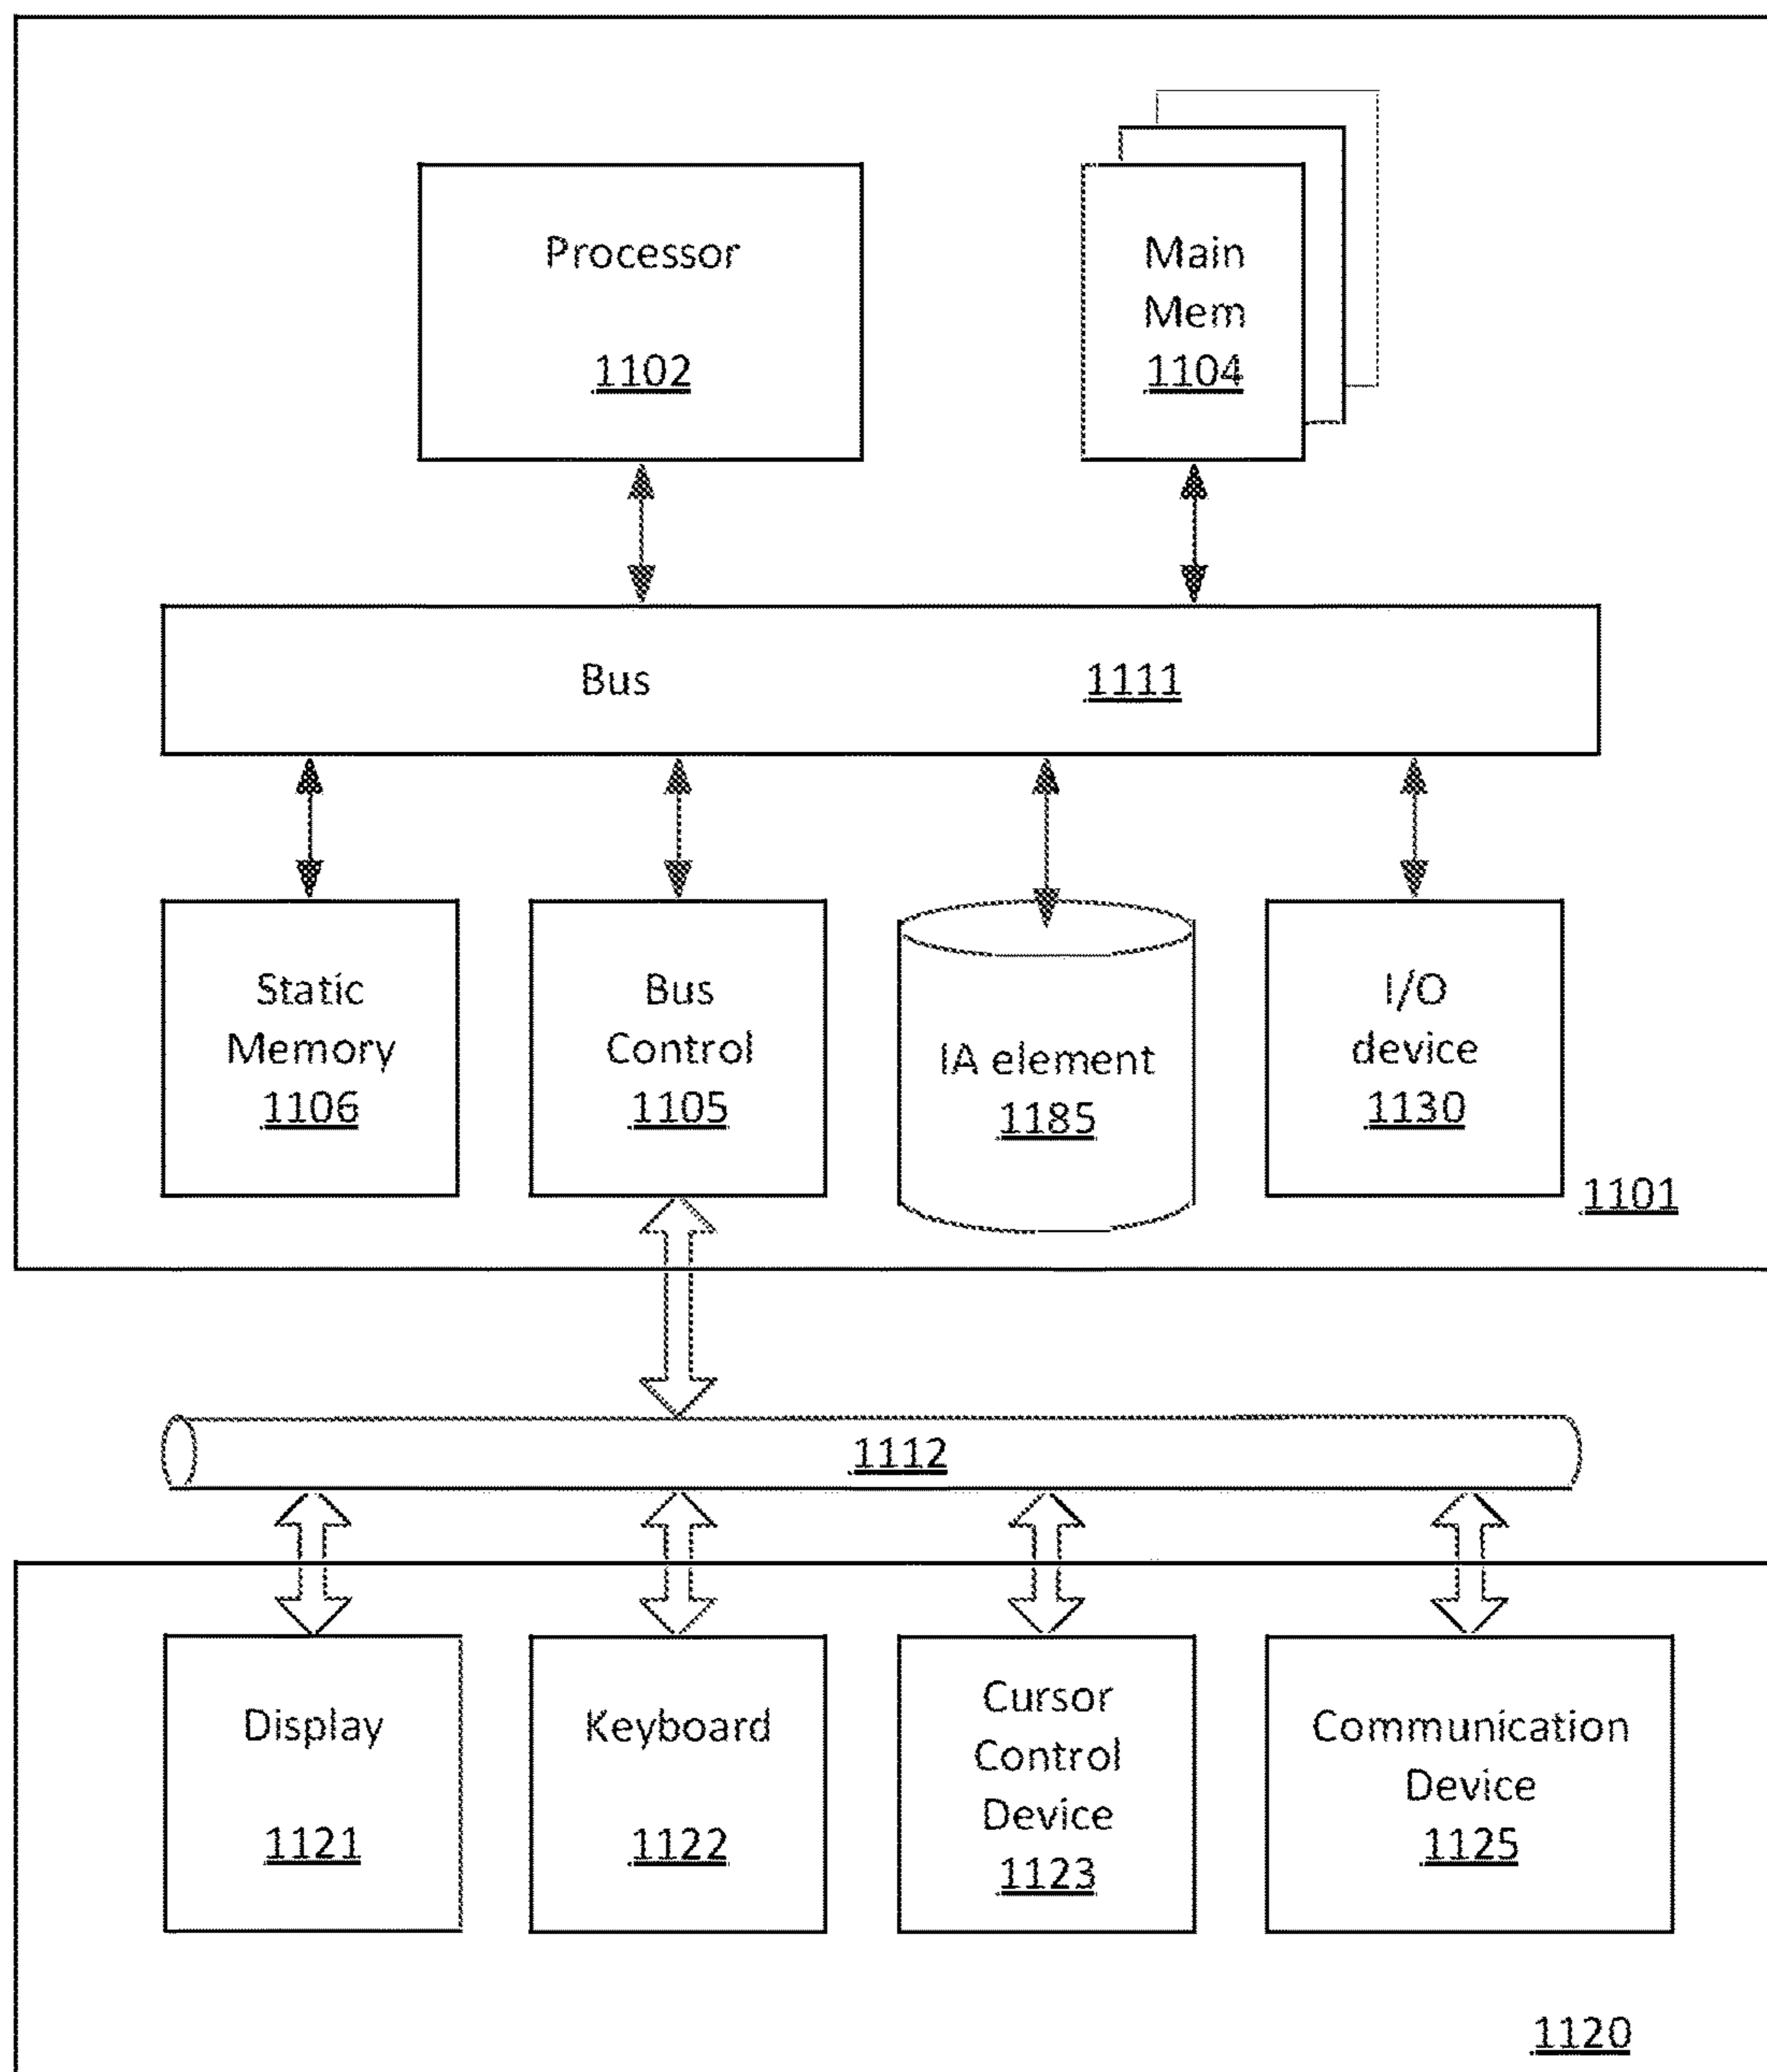 Processor
1102
Main
Mem
1104
Bus 1111
Static
Memory
1106
Bus
Control
1105
IA element
1185
I/O
device
1130
1101
1112
Display
1121
Keyboard
1122
Cursor
Control
Device
1123
Communication
Device
1125
1120